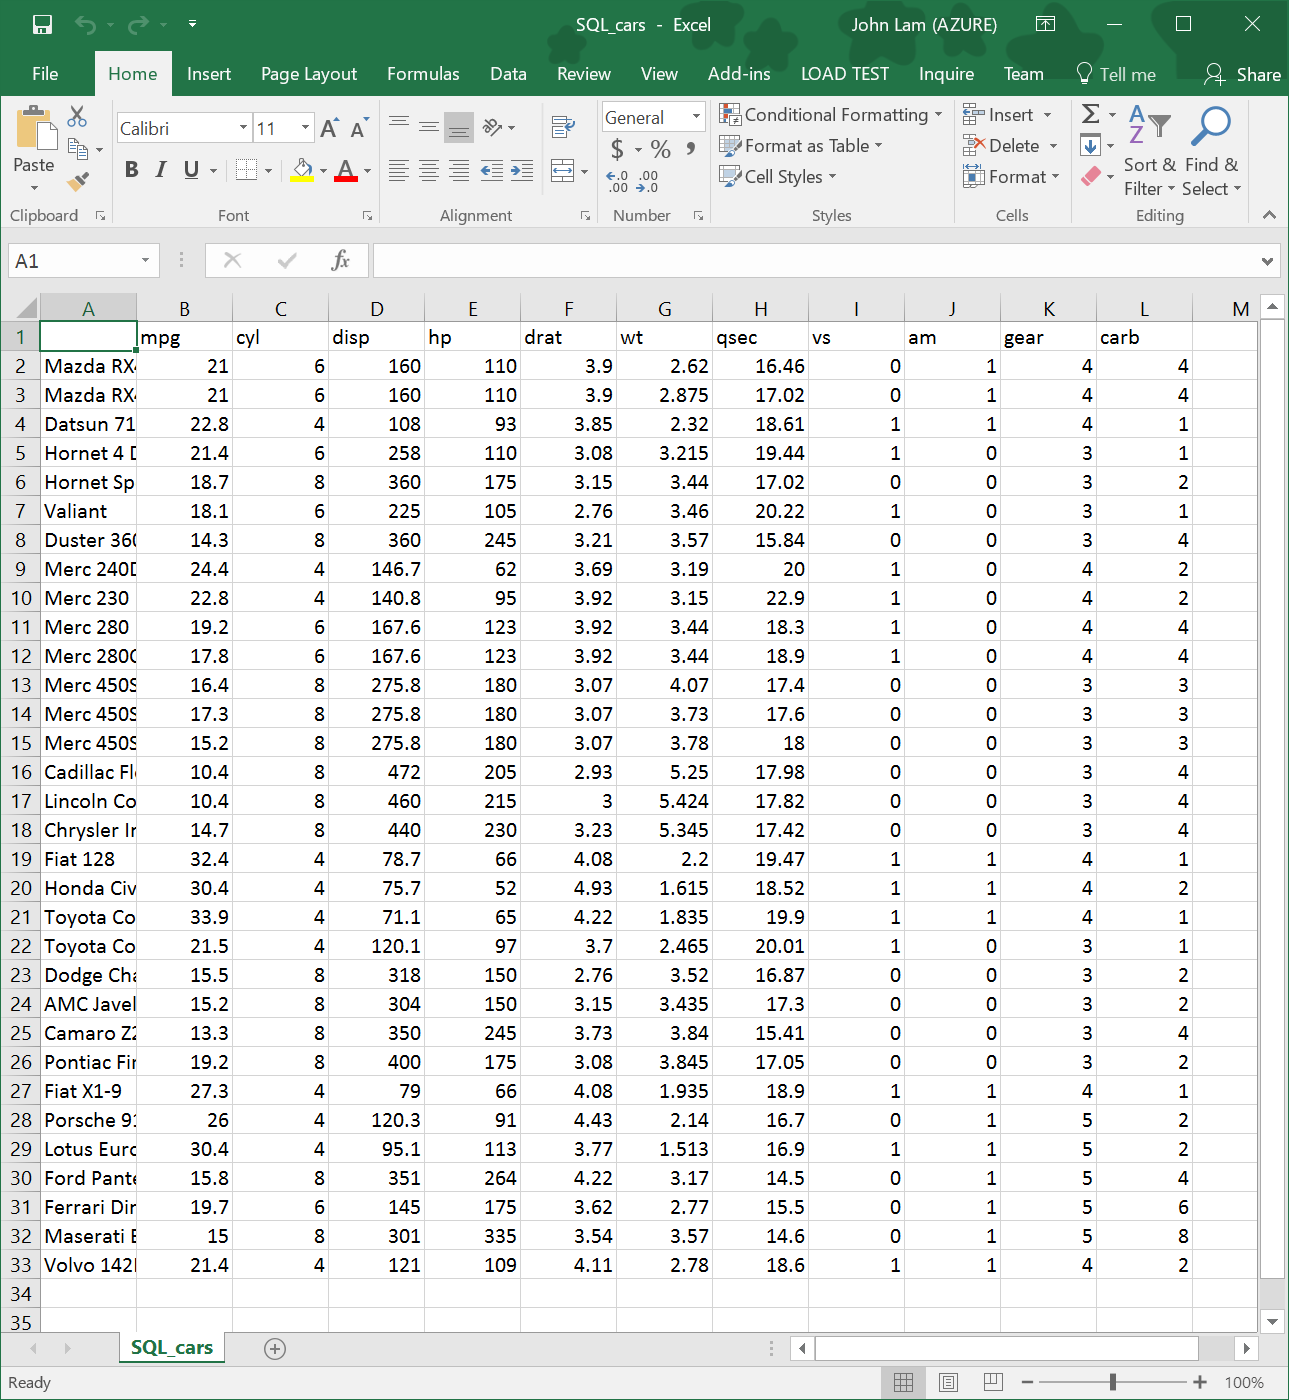 SQL_cars - Excel John Lam (AZURE)
File Home Insert Page Layout Formulas Data Review View Add-ins LOAD TEST Inquire Team Tell me Share
Paste Calibri 11 A A General Conditional Formatting Insert Σ A Z
B I U A $ % , Format as Table Delete Sort & Find &
.0 .00 .00 .0 Cell Styles Format Filter Select
Clipboard Font Alignment Number Styles Cells Editing
A1 fx
A B C D E F G H I J K L M
1 mpg cyl disp hp drat wt qsec vs am gear carb
2 Mazda RX4 21 6 160 110 3.9 2.62 16.46 0 1 4 4
3 Mazda RX4 21 6 160 110 3.9 2.875 17.02 0 1 4 4
4 Datsun 71 22.8 4 108 93 3.85 2.32 18.61 1 1 4 1
5 Hornet 4 D 21.4 6 258 110 3.08 3.215 19.44 1 0 3 1
6 Hornet Sp 18.7 8 360 175 3.15 3.44 17.02 0 0 3 2
7 Valiant 18.1 6 225 105 2.76 3.46 20.22 1 0 3 1
8 Duster 360 14.3 8 360 245 3.21 3.57 15.84 0 0 3 4
9 Merc 240D 24.4 4 146.7 62 3.69 3.19 20 1 0 4 2
10 Merc 230 22.8 4 140.8 95 3.92 3.15 22.9 1 0 4 2
11 Merc 280 19.2 6 167.6 123 3.92 3.44 18.3 1 0 4 4
12 Merc 280C 17.8 6 167.6 123 3.92 3.44 18.9 1 0 4 4
13 Merc 450S 16.4 8 275.8 180 3.07 4.07 17.4 0 0 3 3
14 Merc 450S 17.3 8 275.8 180 3.07 3.73 17.6 0 0 3 3
15 Merc 450S 15.2 8 275.8 180 3.07 3.78 18 0 0 3 3
16 Cadillac Fl 10.4 8 472 205 2.93 5.25 17.98 0 0 3 4
17 Lincoln Co 10.4 8 460 215 3 5.424 17.82 0 0 3 4
18 Chrysler Ir 14.7 8 440 230 3.23 5.345 17.42 0 0 3 4
19 Fiat 128 32.4 4 78.7 66 4.08 2.2 19.47 1 1 4 1
20 Honda Civ 30.4 4 75.7 52 4.93 1.615 18.52 1 1 4 2
21 Toyota Co 33.9 4 71.1 65 4.22 1.835 19.9 1 1 4 1
22 Toyota Co 21.5 4 120.1 97 3.7 2.465 20.01 1 0 3 1
23 Dodge Cha 15.5 8 318 150 2.76 3.52 16.87 0 0 3 2
24 AMC Javel 15.2 8 304 150 3.15 3.435 17.3 0 0 3 2
25 Camaro Z2 13.3 8 350 245 3.73 3.84 15.41 0 0 3 4
26 Pontiac Fir 19.2 8 400 175 3.08 3.845 17.05 0 0 3 2
27 Fiat X1-9 27.3 4 79 66 4.08 1.935 18.9 1 1 4 1
28 Porsche 91 26 4 120.3 91 4.43 2.14 16.7 0 1 5 2
29 Lotus Euro 30.4 4 95.1 113 3.77 1.513 16.9 1 1 5 2
30 Ford Pante 15.8 8 351 264 4.22 3.17 14.5 0 1 5 4
31 Ferrari Dir 19.7 6 145 175 3.62 2.77 15.5 0 1 5 6
32 Maserati B 15 8 301 335 3.54 3.57 14.6 0 1 5 8
33 Volvo 142 21.4 4 121 109 4.11 2.78 18.6 1 1 4 2
34
35
SQL_cars
Ready 100%